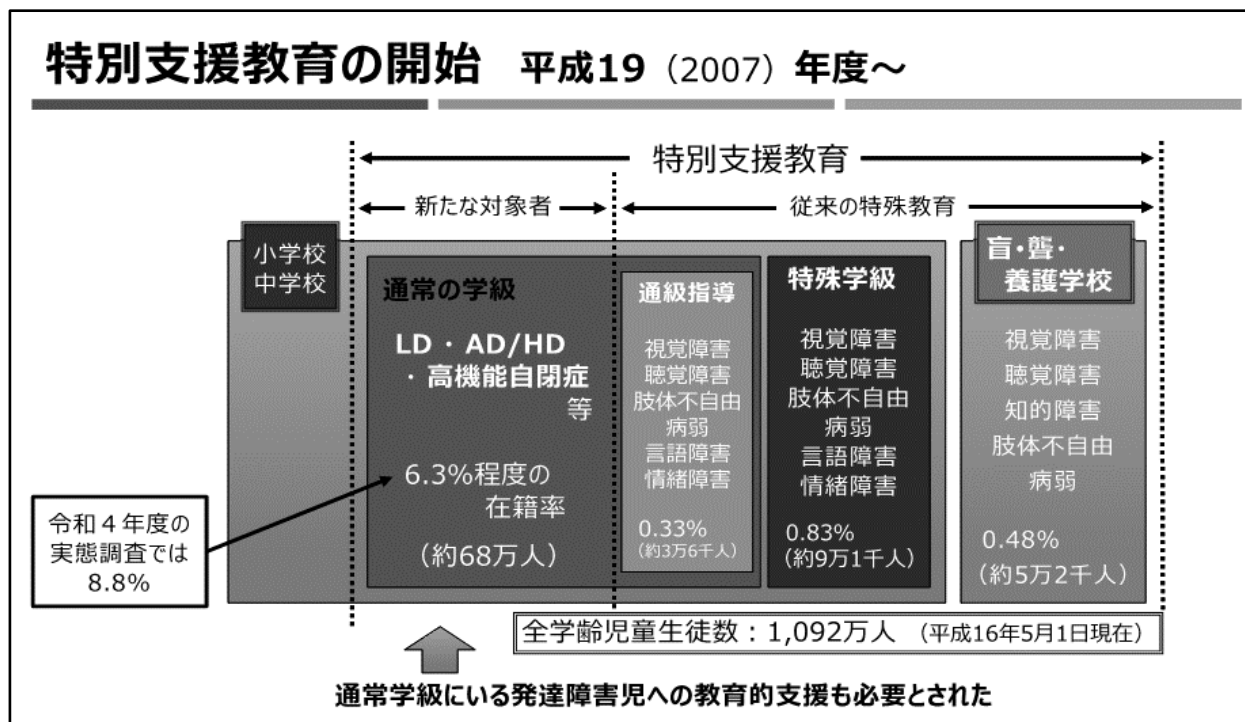 特別支援教育の開始 平成19（2007）年度～
特別支援教育
新たな対象者
従来の特殊教育
小学校
中学校
通常の学級
LD・AD/HD
・高機能自閉症
等
6.3%程度の
在籍率
（約68万人）
令和４年度の
実態調査では
8.8%
通級指導
視覚障害
聴覚障害
肢体不自由
病弱
言語障害
情緒障害
0.33%
（約3万6千人）
特殊学級
視覚障害
聴覚障害
肢体不自由
病弱
言語障害
情緒障害
0.83%
（約9万1千人）
盲・聾・
養護学校
視覚障害
聴覚障害
知的障害
肢体不自由
病弱
0.48%
（約5万2千人）
全学齢児童生徒数：1,092万人 （平成16年5月1日現在）
通常学級にいる発達障害児への教育的支援も必要とされた